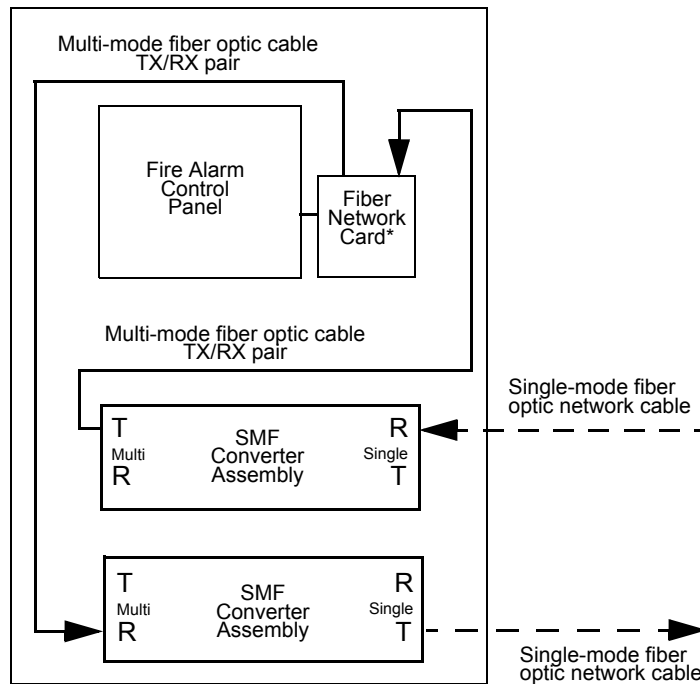 Multi-mode fiber optic cable
TX/RX pair
Fire Alarm
Control
Panel
Fiber
Network
Card*
Multi-mode fiber optic cable
TX/RX pair
Single-mode fiber
optic network cable
T
Multi
R
SMF
Converter
Assembly
R
Single
T
T
Multi
R
SMF
Converter
Assembly
R
Single
T
Single-mode fiber
optic network cable